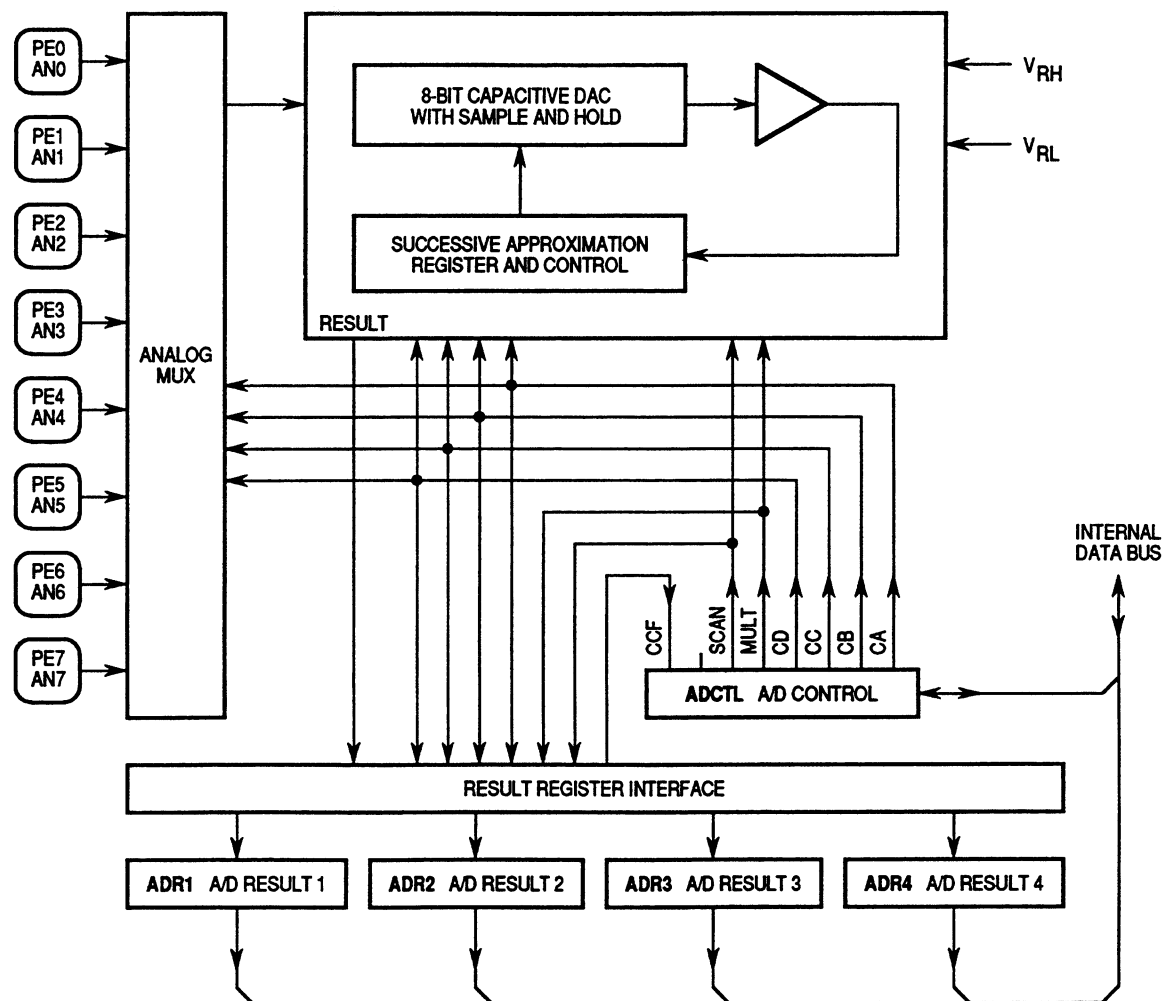 PE0
AN0
PE1
AN1
PE2
AN2
PE3
AN3
PE4
AN4
PE5
AN5
PE6
AN6
PE7
AN7
ANALOG
MUX
8-BIT CAPACITIVE DAC
WITH SAMPLE AND HOLD
SUCCESSIVE APPROXIMATION
REGISTER AND CONTROL
RESULT
VRH
VRL
INTERNAL
DATA BUS
CCF
SCAN
MULT
CD
CC
CB
CA
ADCTL A/D CONTROL
RESULT REGISTER INTERFACE
ADR1 A/D RESULT 1
ADR2 A/D RESULT 2
ADR3 A/D RESULT 3
ADR4 A/D RESULT 4